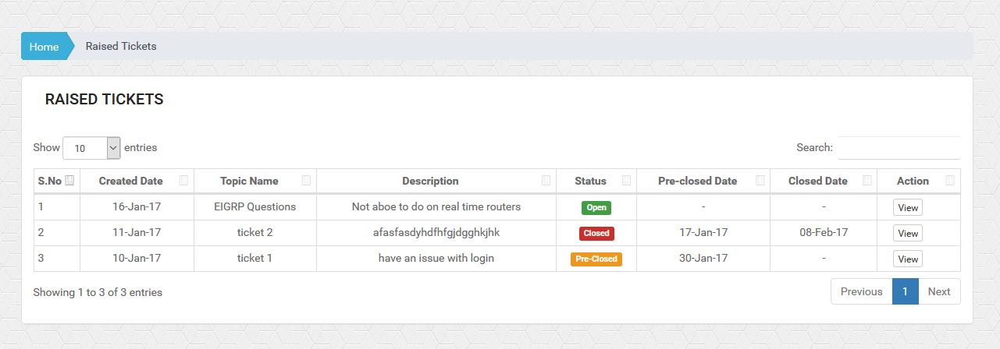 Home Raised Tickets
RAISED TICKETS
Show 10 entries Search:
S.No Created Date Topic Name Description Status Pre-closed Date Closed Date Action
1 16-Jan-17 EIGRP Questions Not aboe to do on real time routers Open - - View
2 11-Jan-17 ticket 2 afasfasdyhdfhfgjdgghkjhk Closed 17-Jan-17 08-Feb-17 View
3 10-Jan-17 ticket 1 have an issue with login Pre-Closed 30-Jan-17 - View
Showing 1 to 3 of 3 entries Previous 1 Next